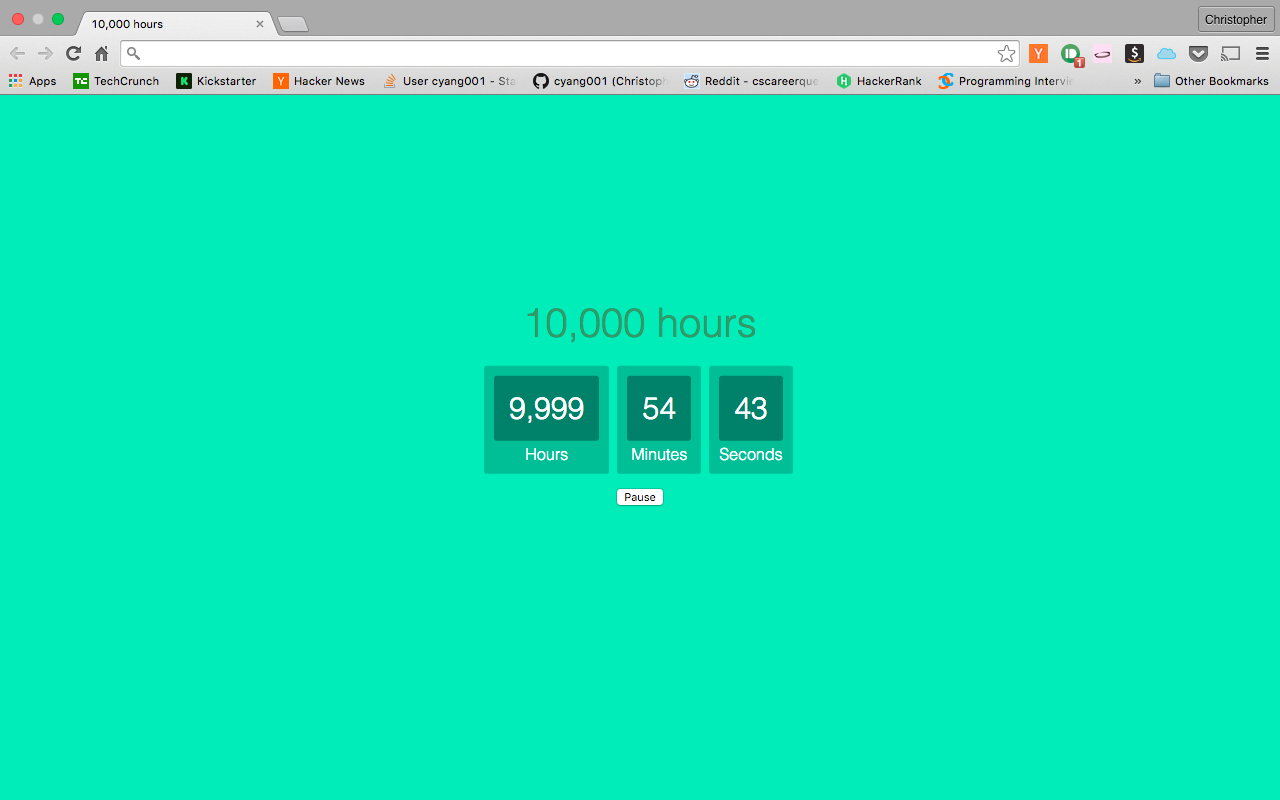 10,000 hours
Christopher
Apps TechCrunch Kickstarter Hacker News User cyang001 - Sta cyang001 (Christoph Reddit - cscareerque HackerRank Programming Intervie » Other Bookmarks
10,000 hours
9,999 54 43
Hours Minutes Seconds
Pause